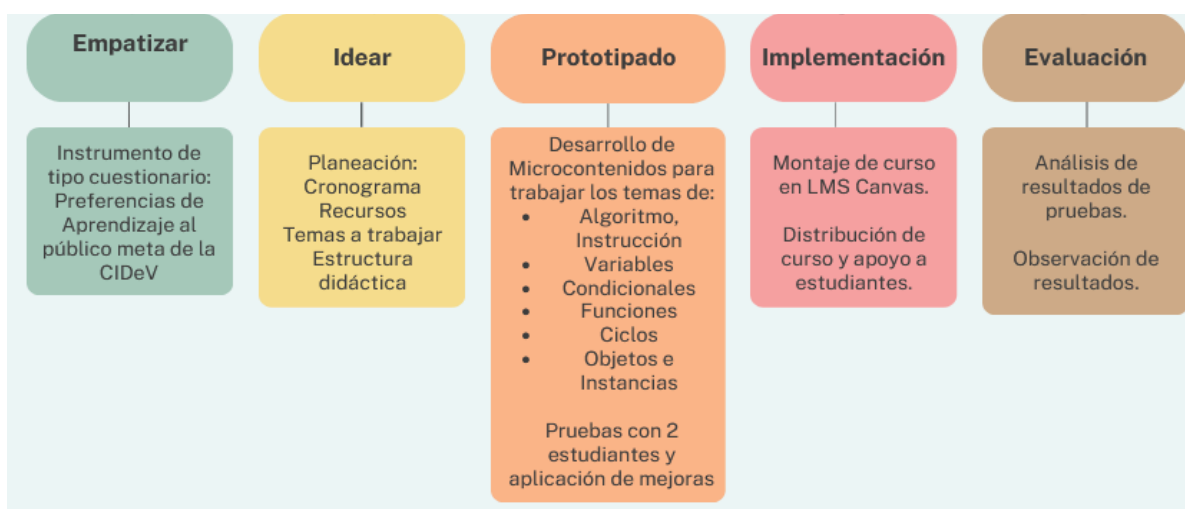 Empatizar
Instrumento de
tipo cuestionario:
Preferencias de
Aprendizaje al
público meta de la
CIDeV
Idear
Planeación:
Cronograma
Recursos
Temas a trabajar
Estructura
didáctica
Prototipado
Desarrollo de
Microcontenidos para
trabajar los temas de:
• Algoritmo,
Instrucción
• Variables
• Condicionales
• Funciones
• Ciclos
• Objetos e
Instancias
Pruebas con 2
estudiantes y
aplicación de mejoras
Implementación
Montaje de curso
en LMS Canvas.
Distribución de
curso y apoyo a
estudiantes.
Evaluación
Análisis de
resultados de
pruebas.
Observación de
resultados.